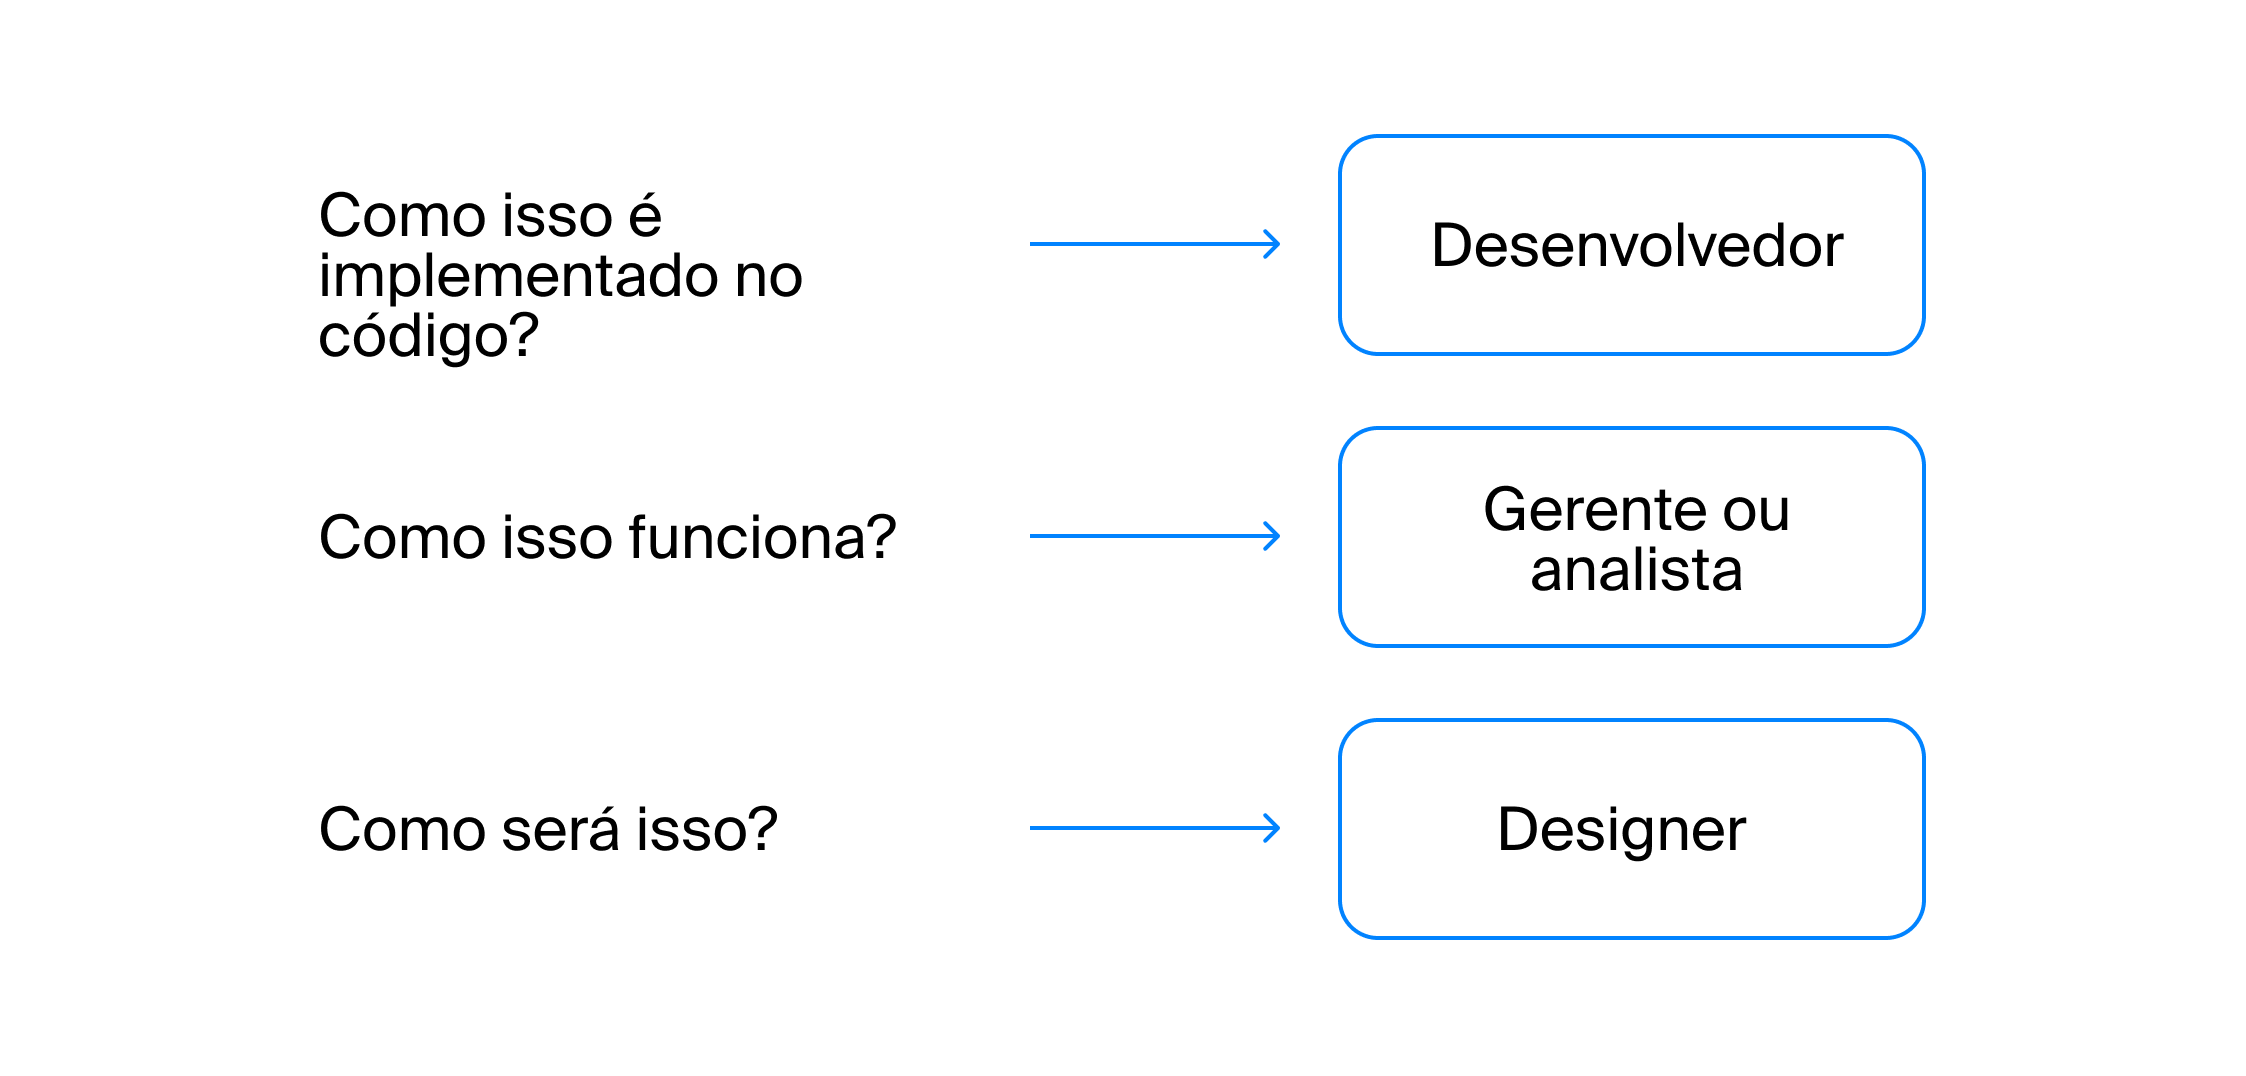 Como isso é
implementado no
código?
Desenvolvedor
Como isso funciona?
Gerente ou
analista
Como será isso?
Designer